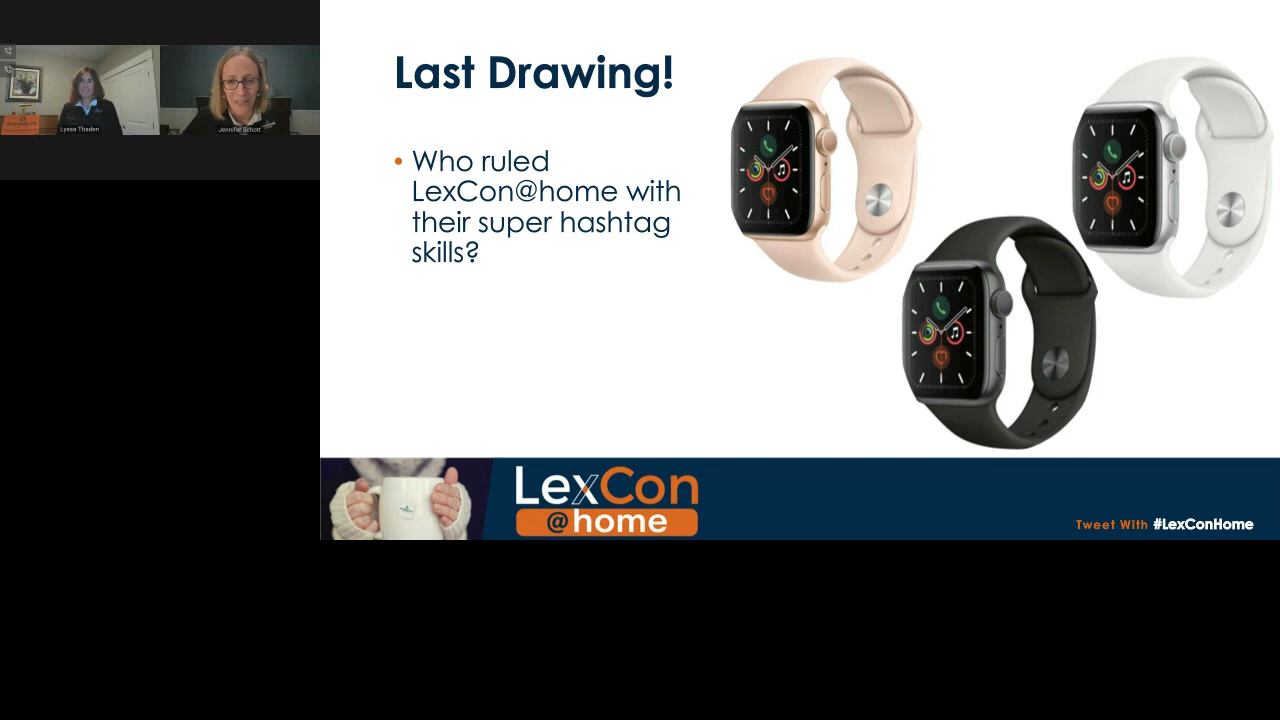 Lyssa Thaden
Jennifer Schott
Last Drawing!
• Who ruled
LexCon@home with
their super hashtag
skills?
LexCon
@home
Tweet With #LexConHome